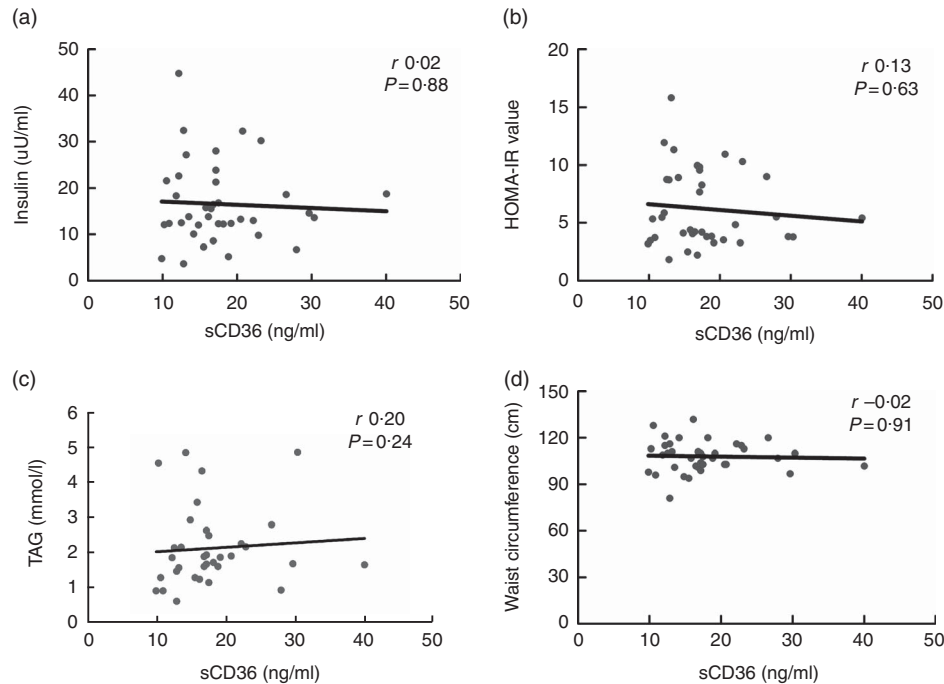 (a)
r 0·02
P=0·88
Insulin (uU/ml)
50
40
30
20
10
0
0 10 20 30 40 50
sCD36 (ng/ml)
(b)
r 0·13
P=0·63
HOMA-IR value
20
15
10
5
0
0 10 20 30 40 50
sCD36 (ng/ml)
(c)
r 0·20
P=0·24
TAG (mmol/l)
6
5
4
3
2
1
0
0 10 20 30 40 50
sCD36 (ng/ml)
(d)
r –0·02
P=0·91
Waist circumference (cm)
150
120
90
60
30
0
0 10 20 30 40 50
sCD36 (ng/ml)